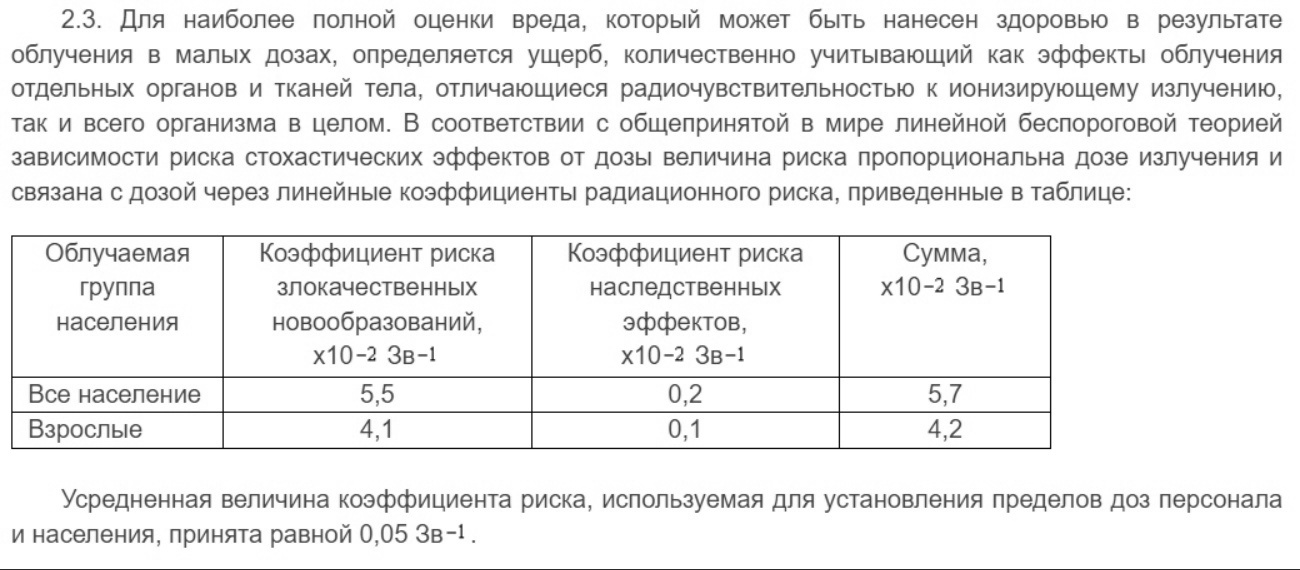 2.3. Для наиболее полной оценки вреда, который может быть нанесен здоровью в результате
облучения в малых дозах, определяется ущерб, количественно учитывающий как эффекты облучения
отдельных органов и тканей тела, отличающиеся радиочувствительностью к ионизирующему излучению,
так и всего организма в целом. В соответствии с общепринятой в мире линейной беспороговой теорией
зависимости риска стохастических эффектов от дозы величина риска пропорциональна дозе излучения и
связана с дозой через линейные коэффициенты радиационного риска, приведенные в таблице:
Облучаемая
группа
населения
Коэффициент риска
злокачественных
новообразований,
х10-2 Зв-1
Коэффициент риска
наследственных
эффектов,
х10-2 Зв-1
Сумма,
х10-2 Зв-1
Все население 5,5 0,2 5,7
Взрослые 4,1 0,1 4,2
Усредненная величина коэффициента риска, используемая для установления пределов доз персонала
и населения, принята равной 0,05 Зв-1 .